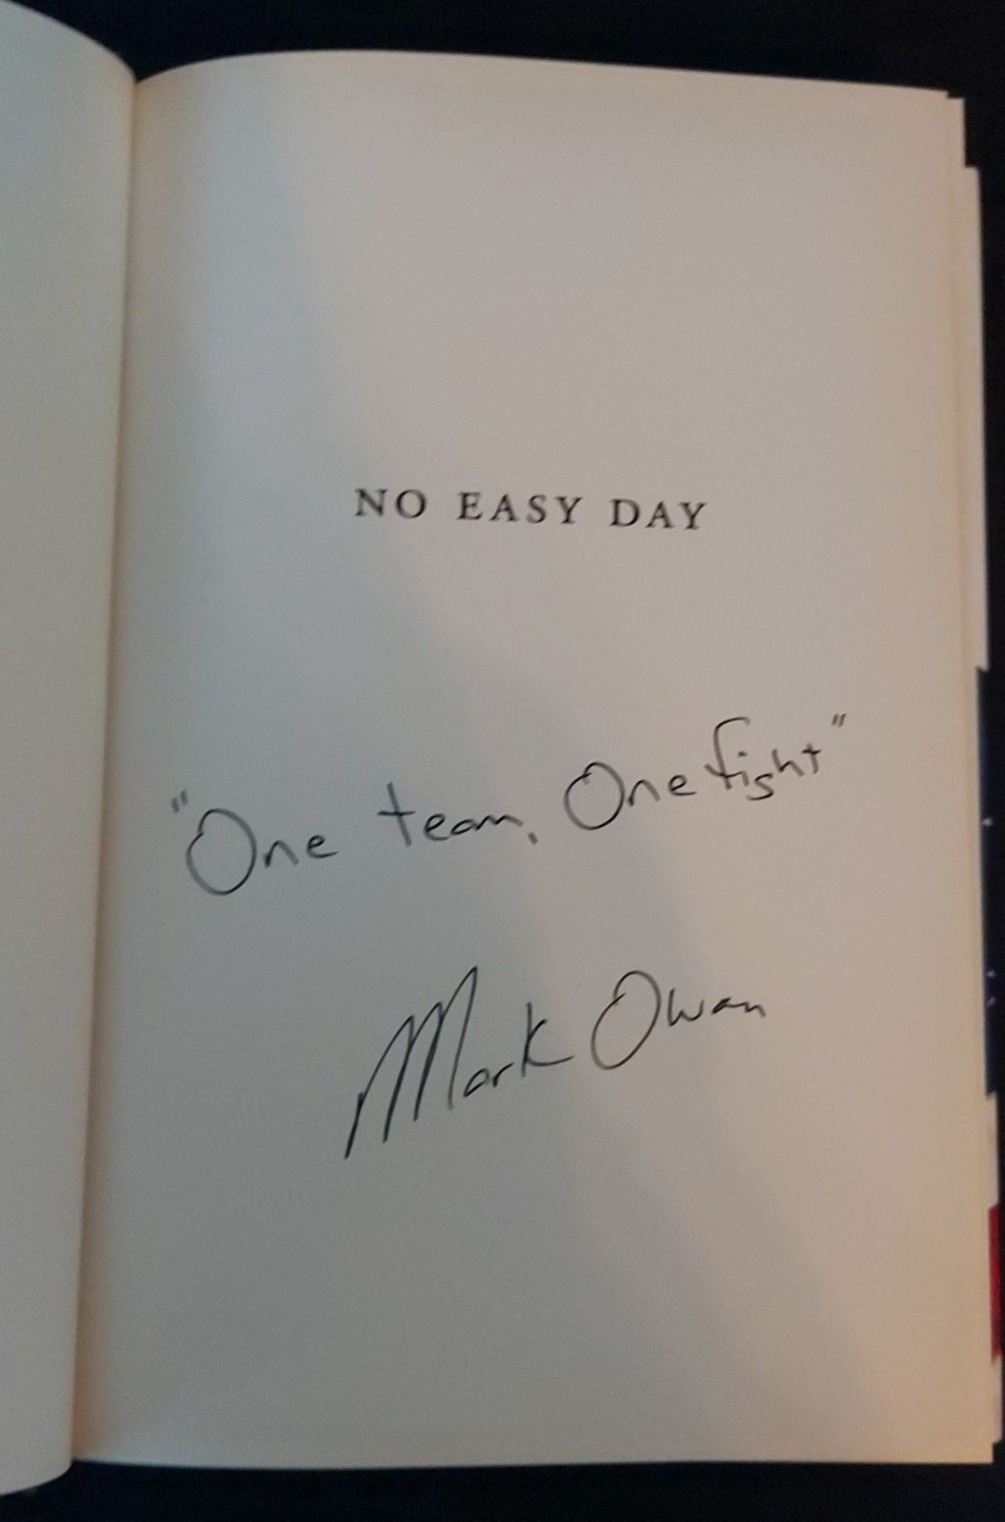 NO EASY DAY
"One team, One fight"
Mark Owen